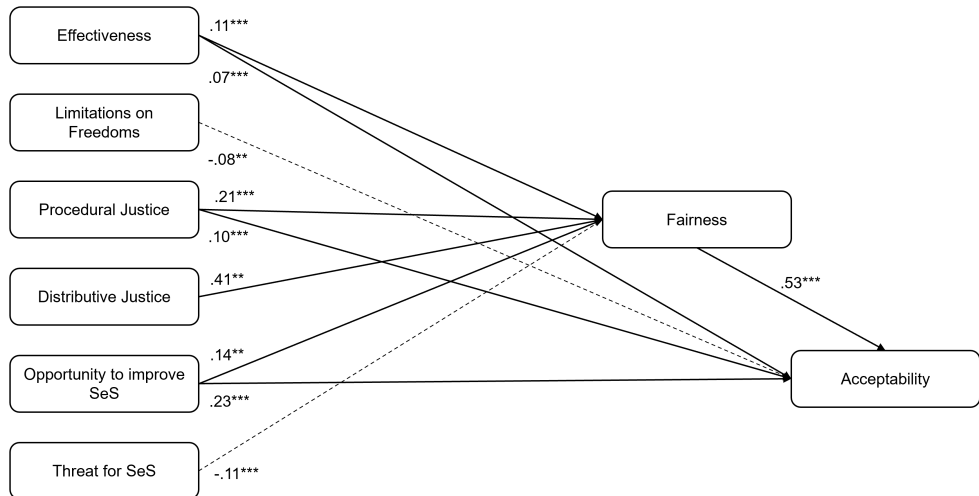 .11***
Effectiveness
.07***
Limitations on
Freedoms
-.08**
.21***
Procedural Justice
Fairness
.10***
.41**
Distributive Justice
.53***
.14**
Opportunity to improve
SeS
Acceptability
.23***
Threat for SeS
-.11***